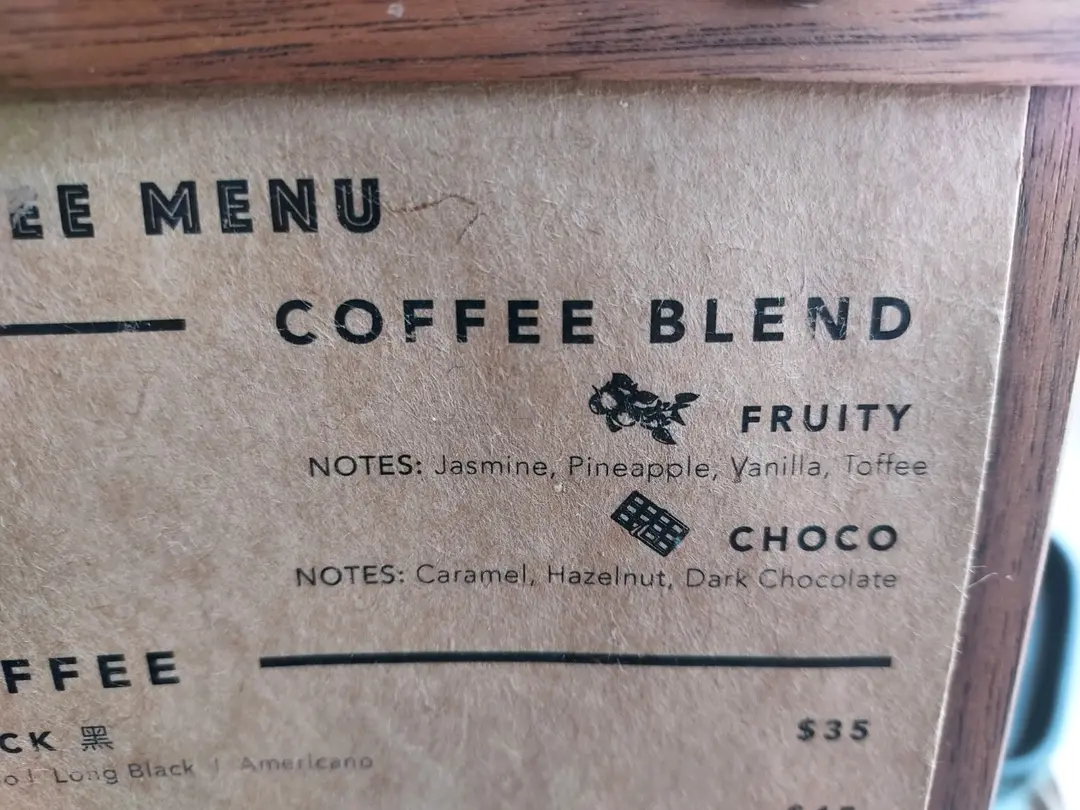 EE MENU
COFFEE BLEND
FRUITY
NOTES: Jasmine, Pineapple, Vanilla, Toffee
CHOCO
NOTES: Caramel, Hazelnut, Dark Chocolate
FFEE
CK 黑 $35
o | Long Black | Americano